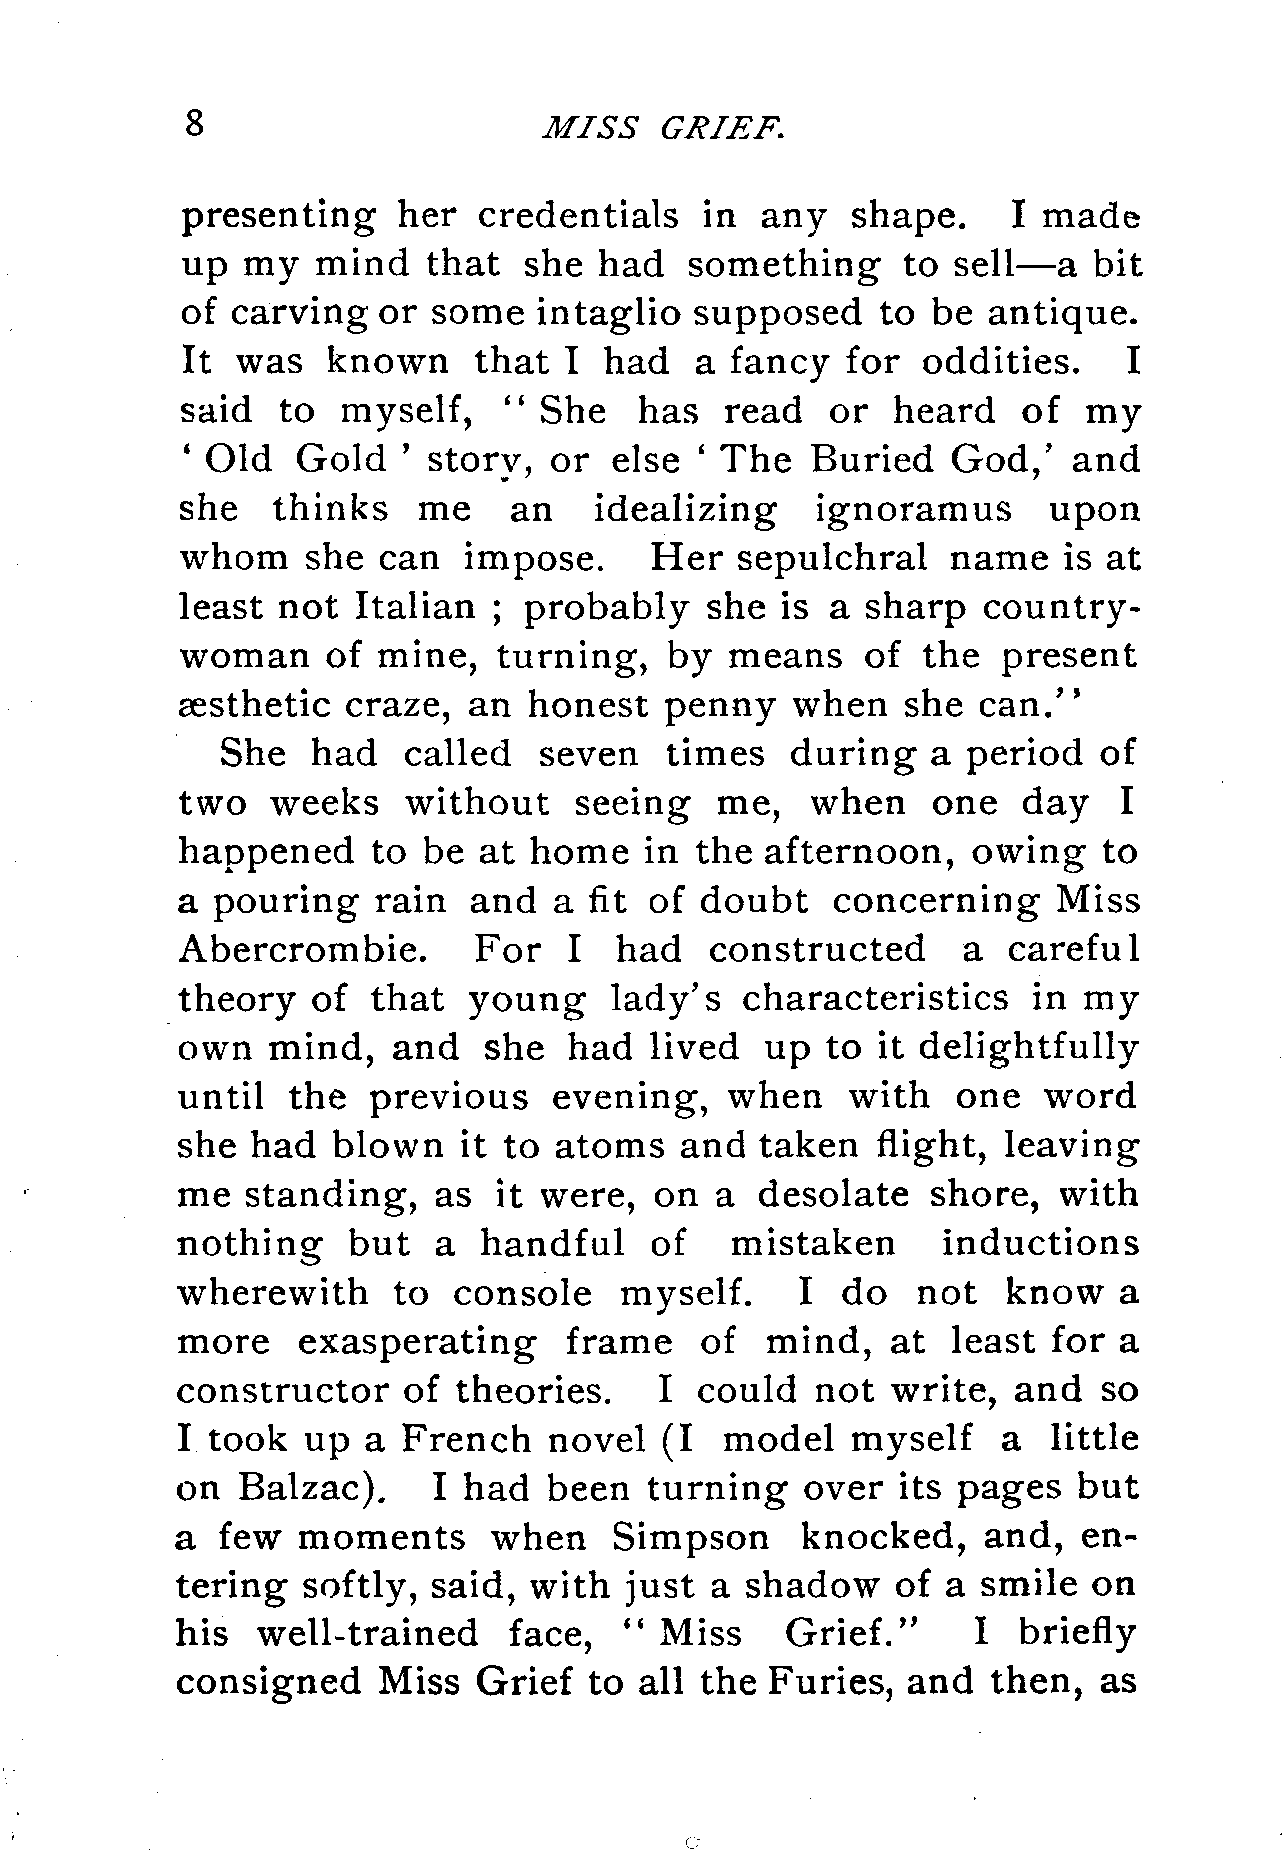 8 MISS GRIEF.
presenting her credentials in any shape. I made
up my mind that she had something to sell—a bit
of carving or some intaglio supposed to be antique.
It was known that I had a fancy for oddities. I
said to myself, “ She has read or heard of my
‘ Old Gold ’ story, or else ‘ The Buried God,’ and
she thinks me an idealizing ignoramus upon
whom she can impose. Her sepulchral name is at
least not Italian ; probably she is a sharp country-
woman of mine, turning, by means of the present
æsthetic craze, an honest penny when she can.”
She had called seven times during a period of
two weeks without seeing me, when one day I
happened to be at home in the afternoon, owing to
a pouring rain and a fit of doubt concerning Miss
Abercrombie. For I had constructed a careful
theory of that young lady’s characteristics in my
own mind, and she had lived up to it delightfully
until the previous evening, when with one word
she had blown it to atoms and taken flight, leaving
me standing, as it were, on a desolate shore, with
nothing but a handful of mistaken inductions
wherewith to console myself. I do not know a
more exasperating frame of mind, at least for a
constructor of theories. I could not write, and so
I took up a French novel (I model myself a little
on Balzac). I had been turning over its pages but
a few moments when Simpson knocked, and, en-
tering softly, said, with just a shadow of a smile on
his well-trained face, “ Miss Grief.” I briefly
consigned Miss Grief to all the Furies, and then, as